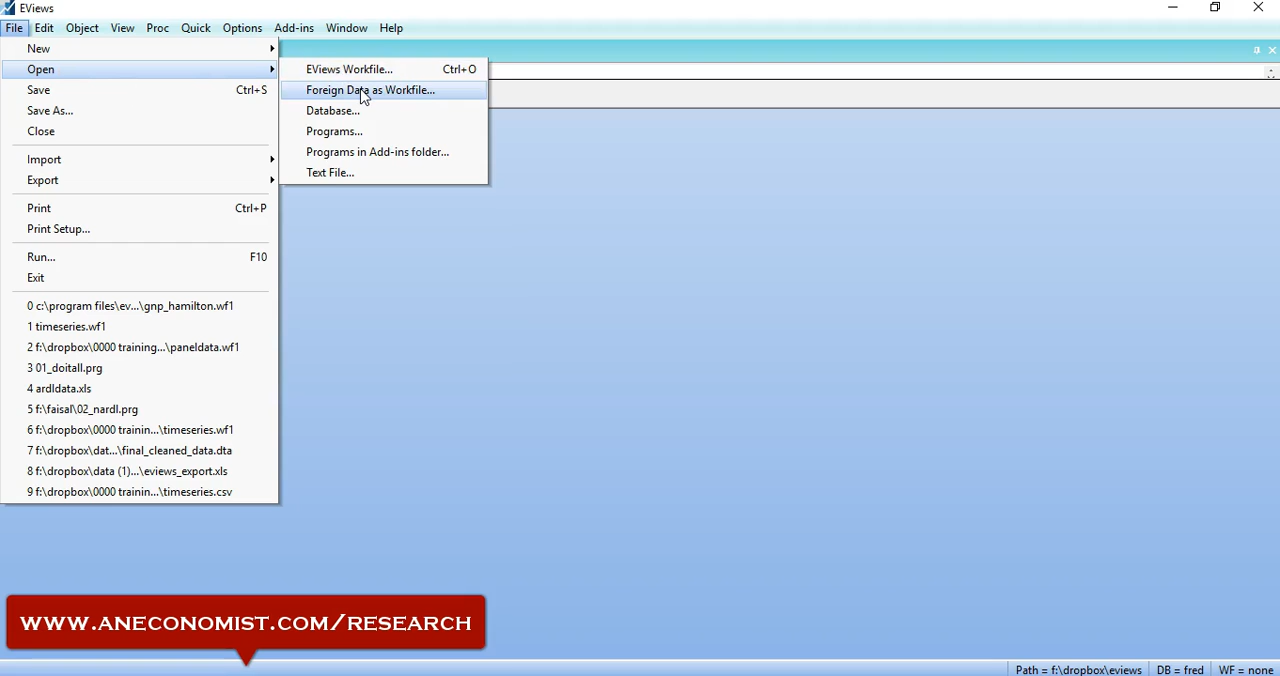 EViews
File Edit Object View Proc Quick Options Add-ins Window Help
New
Open
Save Ctrl+S
Save As...
Close
Import
Export
Print Ctrl+P
Print Setup...
Run... F10
Exit
0 c:\program files\ev...\gnp_hamilton.wf1
1 timeseries.wf1
2 f:\dropbox\0000 training...\paneldata.wf1
3 01_doitall.prg
4 ardldata.xls
5 f:\faisal\02_nardl.prg
6 f:\dropbox\0000 trainin...\timeseries.wf1
7 f:\dropbox\dat...\final_cleaned_data.dta
8 f:\dropbox\data (1)...\eviews_export.xls
9 f:\dropbox\0000 trainin...\timeseries.csv
EViews Workfile... Ctrl+O
Foreign Data as Workfile...
Database...
Programs...
Programs in Add-ins folder...
Text File...
WWW.ANECONOMIST.COM/RESEARCH
Path = f:\dropbox\eviews DB = fred WF = none